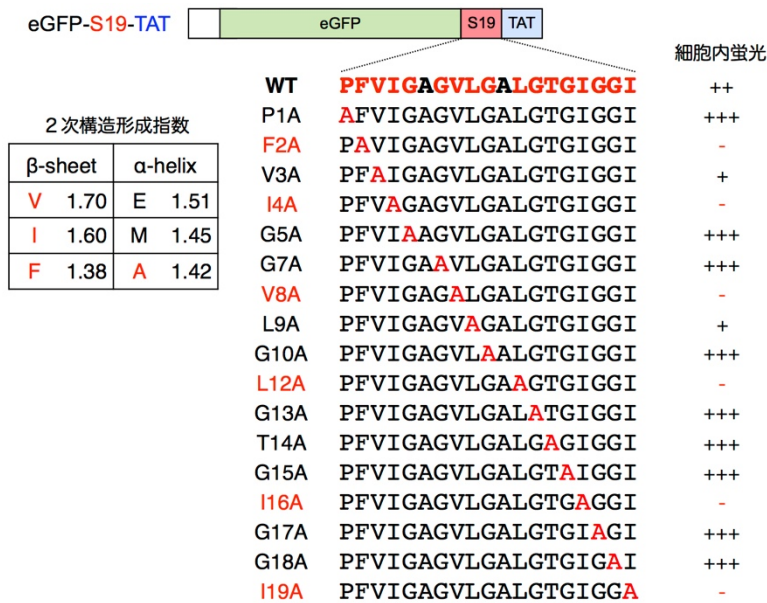 eGFP-S19-TAT eGFP S19 TAT
細胞内蛍光
WT PFVIGAGVLGALGTGIGGI ++
P1A AFVIGAGVLGALGTGIGGI +++
F2A PAVIGAGVLGALGTGIGGI -
V3A PFAIGAGVLGALGTGIGGI +
I4A PFVAGAGVLGALGTGIGGI -
G5A PFVIAAGVLGALGTGIGGI +++
G7A PFVIGAAVLGALGTGIGGI +++
V8A PFVIGAGALGALGTGIGGI -
L9A PFVIGAGVAGALGTGIGGI +
G10A PFVIGAGVLAALGTGIGGI +++
L12A PFVIGAGVLGAAGTGIGGI -
G13A PFVIGAGVLGALATGIGGI +++
T14A PFVIGAGVLGALGAGIGGI +++
G15A PFVIGAGVLGALGTAIGGI +++
I16A PFVIGAGVLGALGTGAGGI -
G17A PFVIGAGVLGALGTGIAGI +++
G18A PFVIGAGVLGALGTGIGAI +++
I19A PFVIGAGVLGALGTGIGGA -
2次構造形成指数
β-sheet α-helix
V 1.70 E 1.51
I 1.60 M 1.45
F 1.38 A 1.42